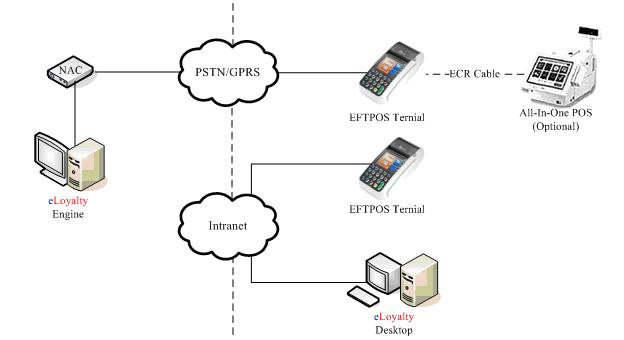 NAC
PSTN/GPRS
ECR Cable
EFTPOS Ternial
All-In-One POS
(Optional)
eLoyalty
Engine
EFTPOS Ternial
Intranet
eLoyalty
Desktop